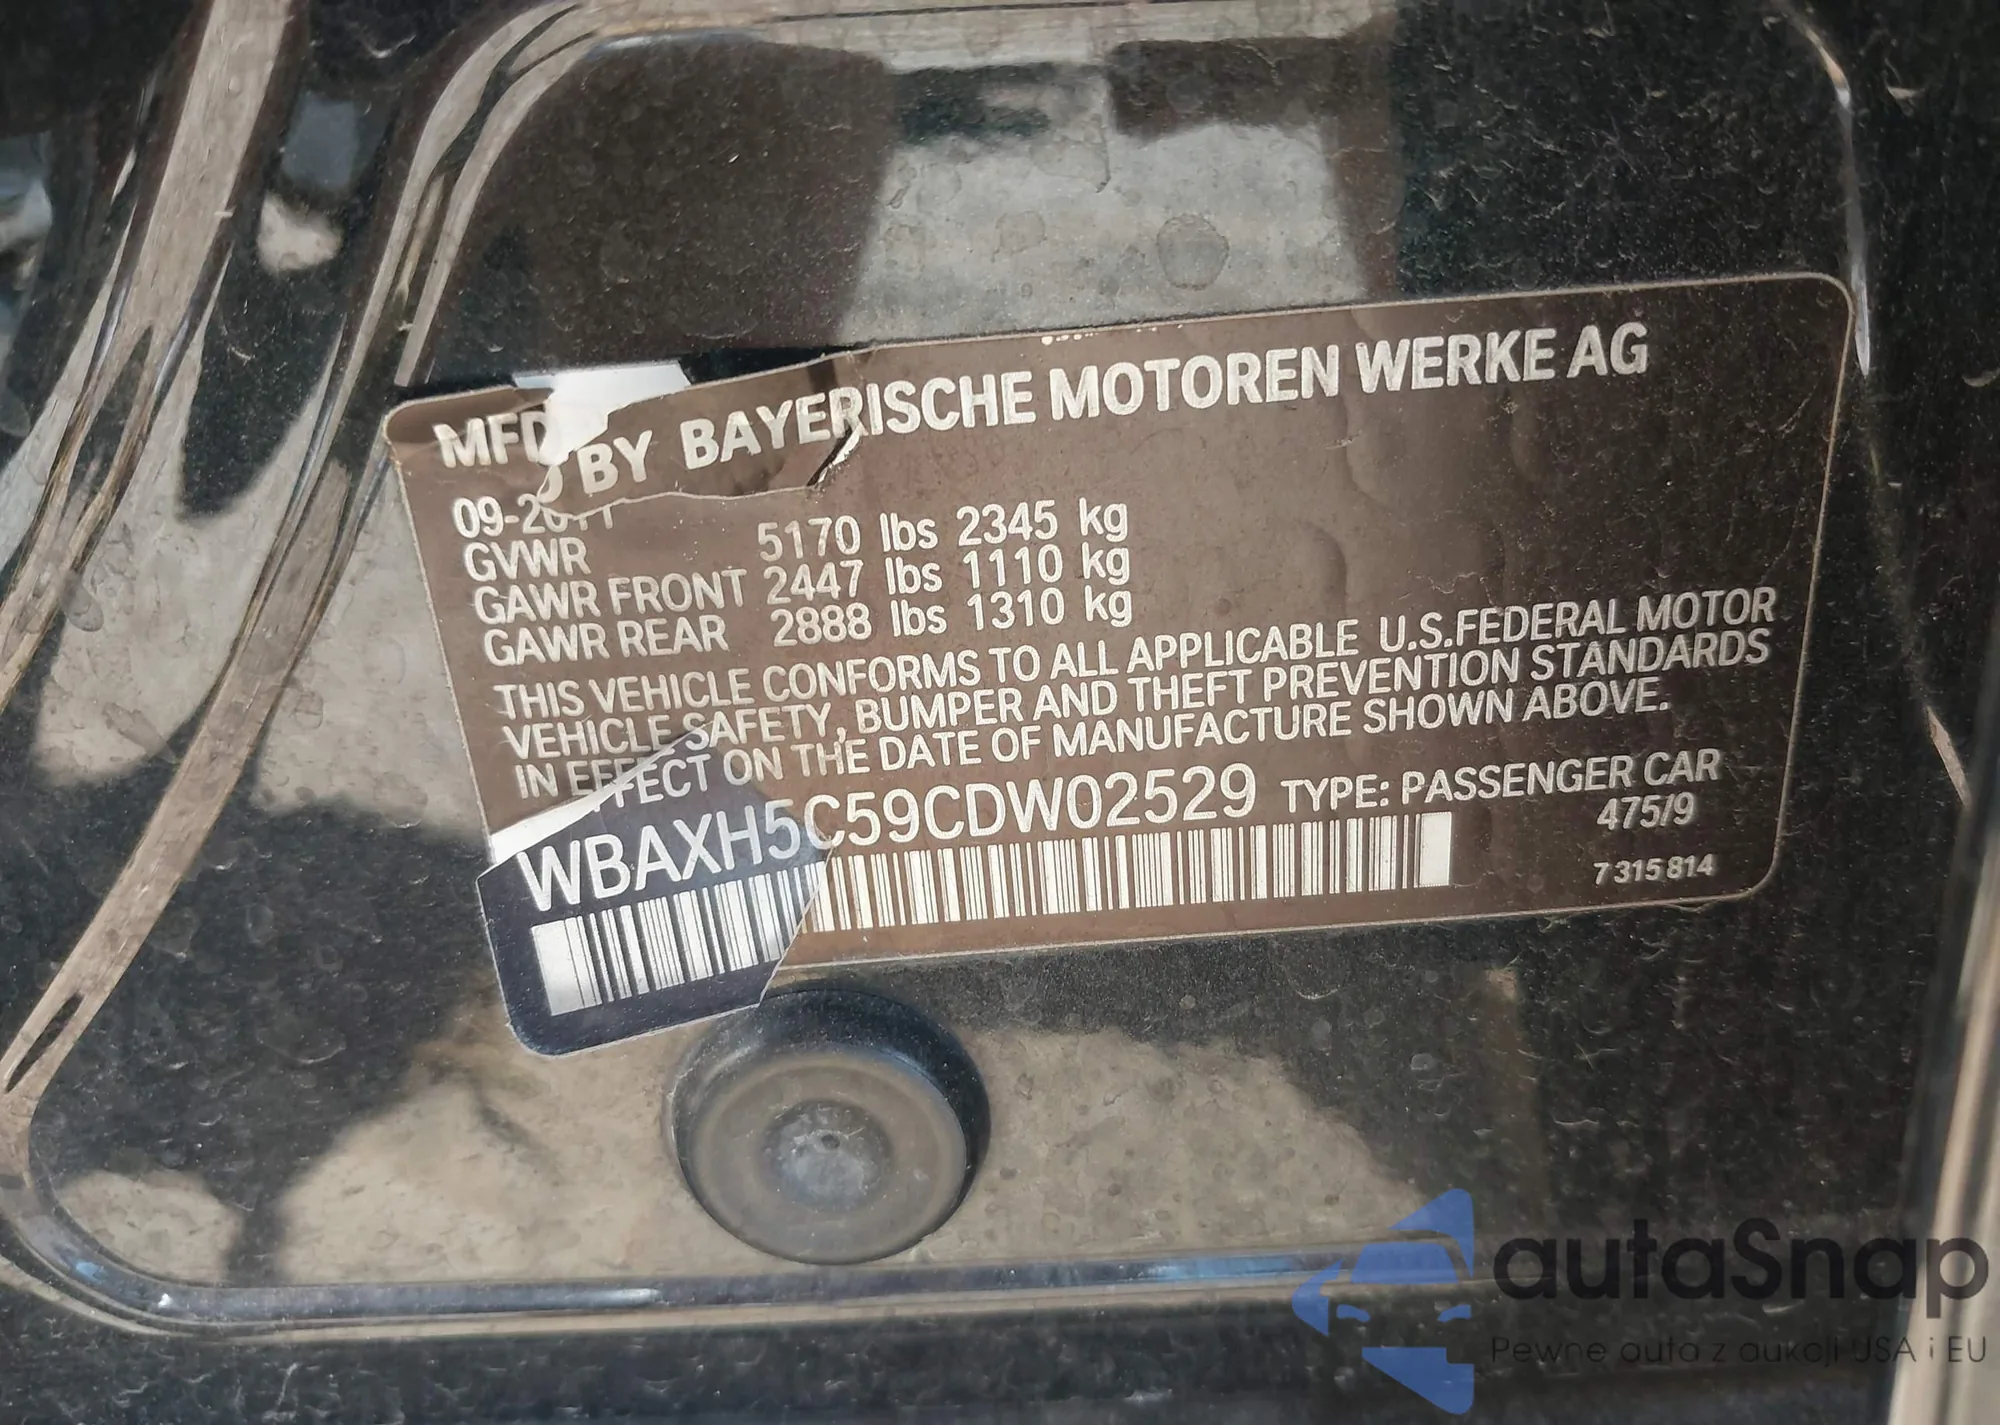 MFD BY BAYERISCHE MOTOREN WERKE AG
09-2011
GVWR 5170 lbs 2345 kg
GAWR FRONT 2447 lbs 1110 kg
GAWR REAR 2888 lbs 1310 kg
THIS VEHICLE CONFORMS TO ALL APPLICABLE U.S.FEDERAL MOTOR
VEHICLE SAFETY, BUMPER AND THEFT PREVENTION STANDARDS
IN EFFECT ON THE DATE OF MANUFACTURE SHOWN ABOVE.
WBAXH5C59CDW02529 TYPE: PASSENGER CAR
475/9
7 315 814
autaSnap
Pewne auta z aukcji USA i EU